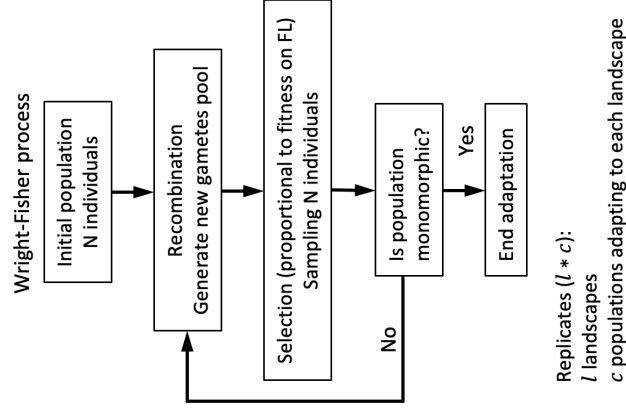 Wright-Fisher process
Initial population
N individuals
Recombination
Generate new gametes pool
Selection (proportional to fitness on FL)
Sampling N individuals
Is population
monomorphic?
No
Yes
End adaptation
Replicates (l * c):
l landscapes
c populations adapting to each landscape